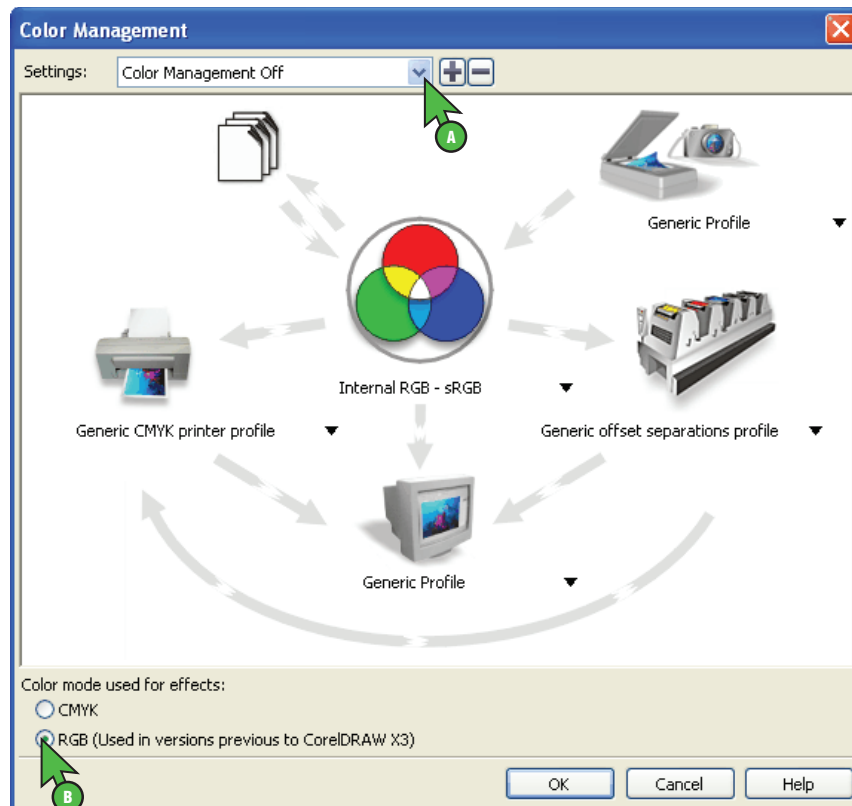 Color Management
Settings: Color Management Off
A
Generic Profile
Internal RGB - sRGB
Generic CMYK printer profile
Generic offset separations profile
Generic Profile
Color mode used for effects:
CMYK
RGB (Used in versions previous to CorelDRAW X3)
B
OK Cancel Help